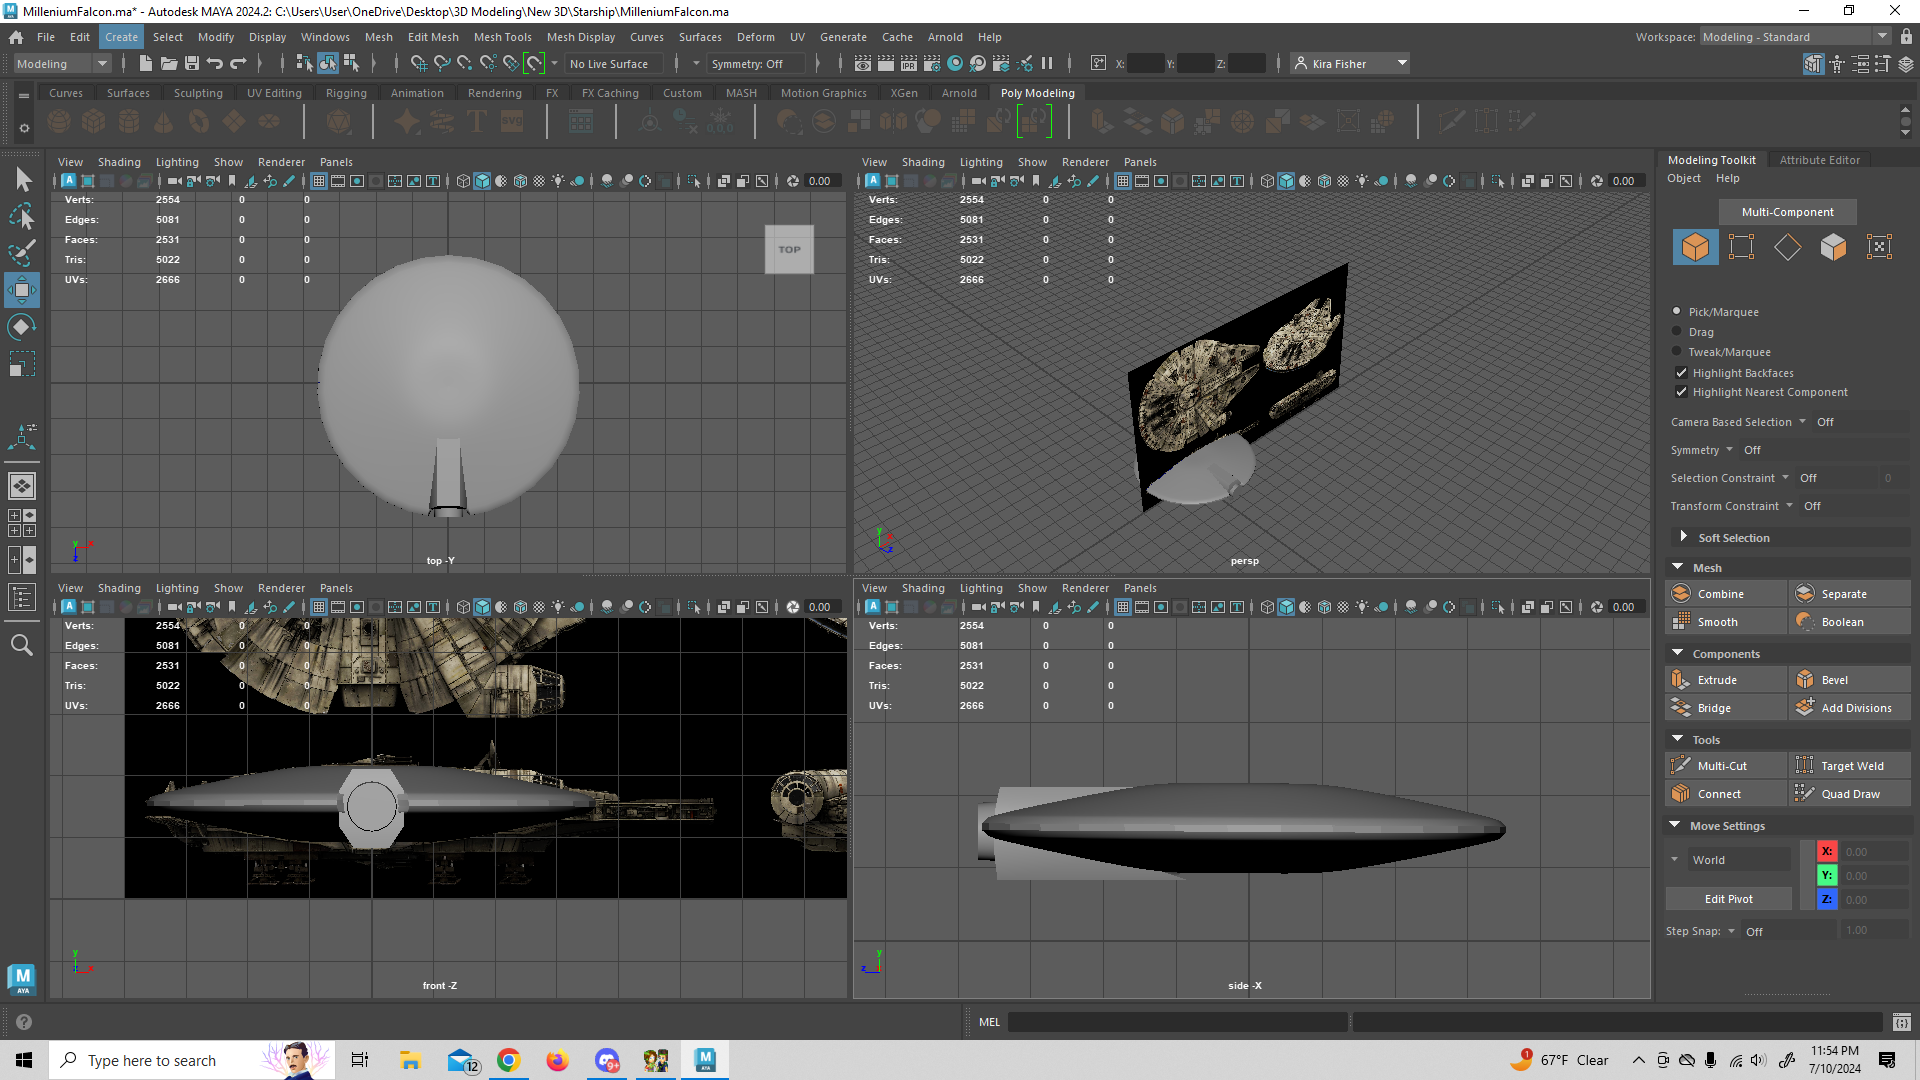 MilleniumFalcon.ma* - Autodesk MAYA 2024.2: C:\Users\User\OneDrive\Desktop\3D Modeling\New 3D\Starship\MilleniumFalcon.ma
File Edit Create Select Modify Display Windows Mesh Edit Mesh Mesh Tools Mesh Display Curves Surfaces Deform UV Generate Cache Arnold Help Workspace: Modeling - Standard
Modeling No Live Surface Symmetry: Off X: Y: Z: Kira Fisher
Curves Surfaces Sculpting UV Editing Rigging Animation Rendering FX FX Caching Custom MASH Motion Graphics XGen Arnold Poly Modeling
View Shading Lighting Show Renderer Panels
0.00
Verts: 2554 0 0
Edges: 5081 0 0
Faces: 2531 0 0
Tris: 5022 0 0
UVs: 2666 0 0
TOP
top -Y
View Shading Lighting Show Renderer Panels
0.00
Verts: 2554 0 0
Edges: 5081 0 0
Faces: 2531 0 0
Tris: 5022 0 0
UVs: 2666 0 0
persp
View Shading Lighting Show Renderer Panels
0.00
Verts: 2554 0 0
Edges: 5081 0 0
Faces: 2531 0 0
Tris: 5022 0 0
UVs: 2666 0 0
front -Z
View Shading Lighting Show Renderer Panels
0.00
Verts: 2554 0 0
Edges: 5081 0 0
Faces: 2531 0 0
Tris: 5022 0 0
UVs: 2666 0 0
side -X
Modeling Toolkit Attribute Editor
Object Help
Multi-Component
Pick/Marquee
Drag
Tweak/Marquee
Highlight Backfaces
Highlight Nearest Component
Camera Based Selection Off
Symmetry Off
Selection Constraint Off 0
Transform Constraint Off
Soft Selection
Mesh
Combine Separate
Smooth Boolean
Components
Extrude Bevel
Bridge Add Divisions
Tools
Multi-Cut Target Weld
Connect Quad Draw
Move Settings
World X: 0.00
Y: 0.00
Edit Pivot Z: 0.00
Step Snap: Off 1.00
M
AYA
MEL
Type here to search
12
9+
67°F Clear
11:54 PM
7/10/2024